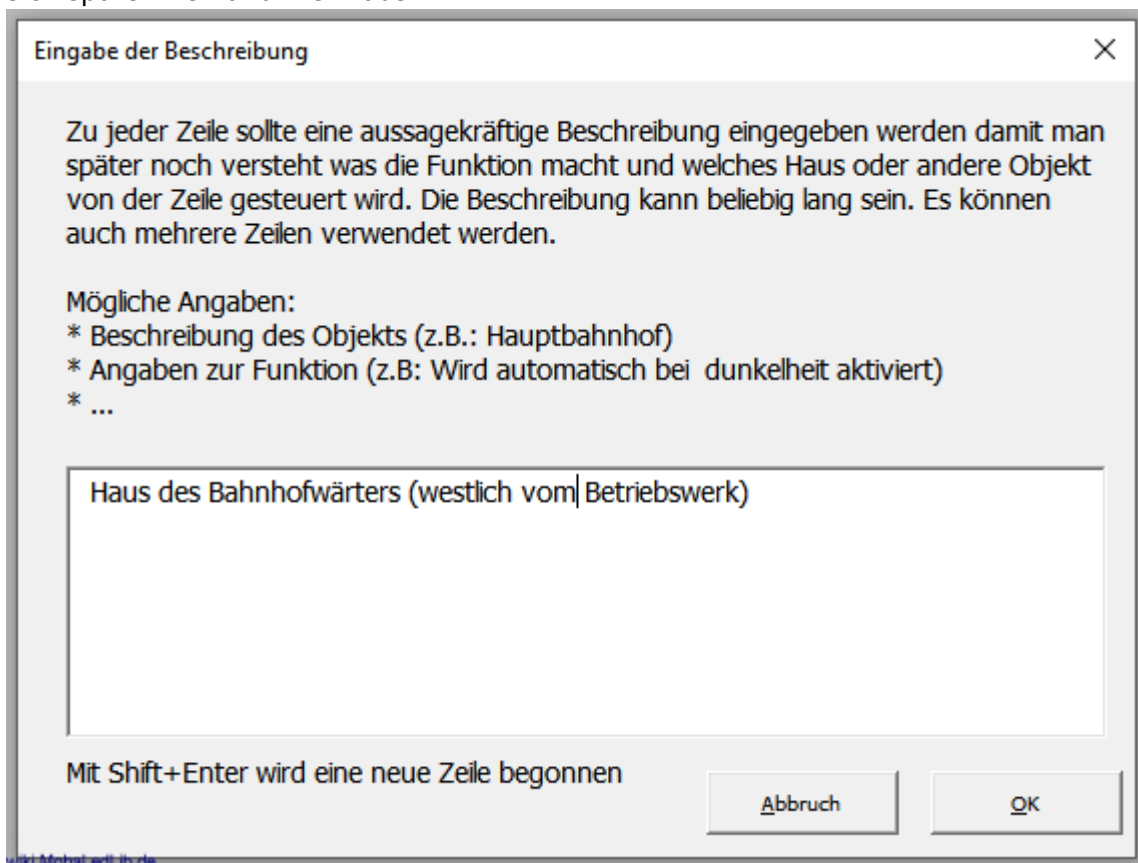 Eingabe der Beschreibung
Zu jeder Zeile sollte eine aussagekräftige Beschreibung eingegeben werden damit man
später noch versteht was die Funktion macht und welches Haus oder andere Objekt
von der Zeile gesteuert wird. Die Beschreibung kann beliebig lang sein. Es können
auch mehrere Zeilen verwendet werden.
Mögliche Angaben:
* Beschreibung des Objekts (z.B.: Hauptbahnhof)
* Angaben zur Funktion (z.B: Wird automatisch bei  dunkelheit aktiviert)
* ...
Haus des Bahnhofwärters (westlich vom Betriebswerk)
Mit Shift+Enter wird eine neue Zeile begonnen
Abbruch
OK